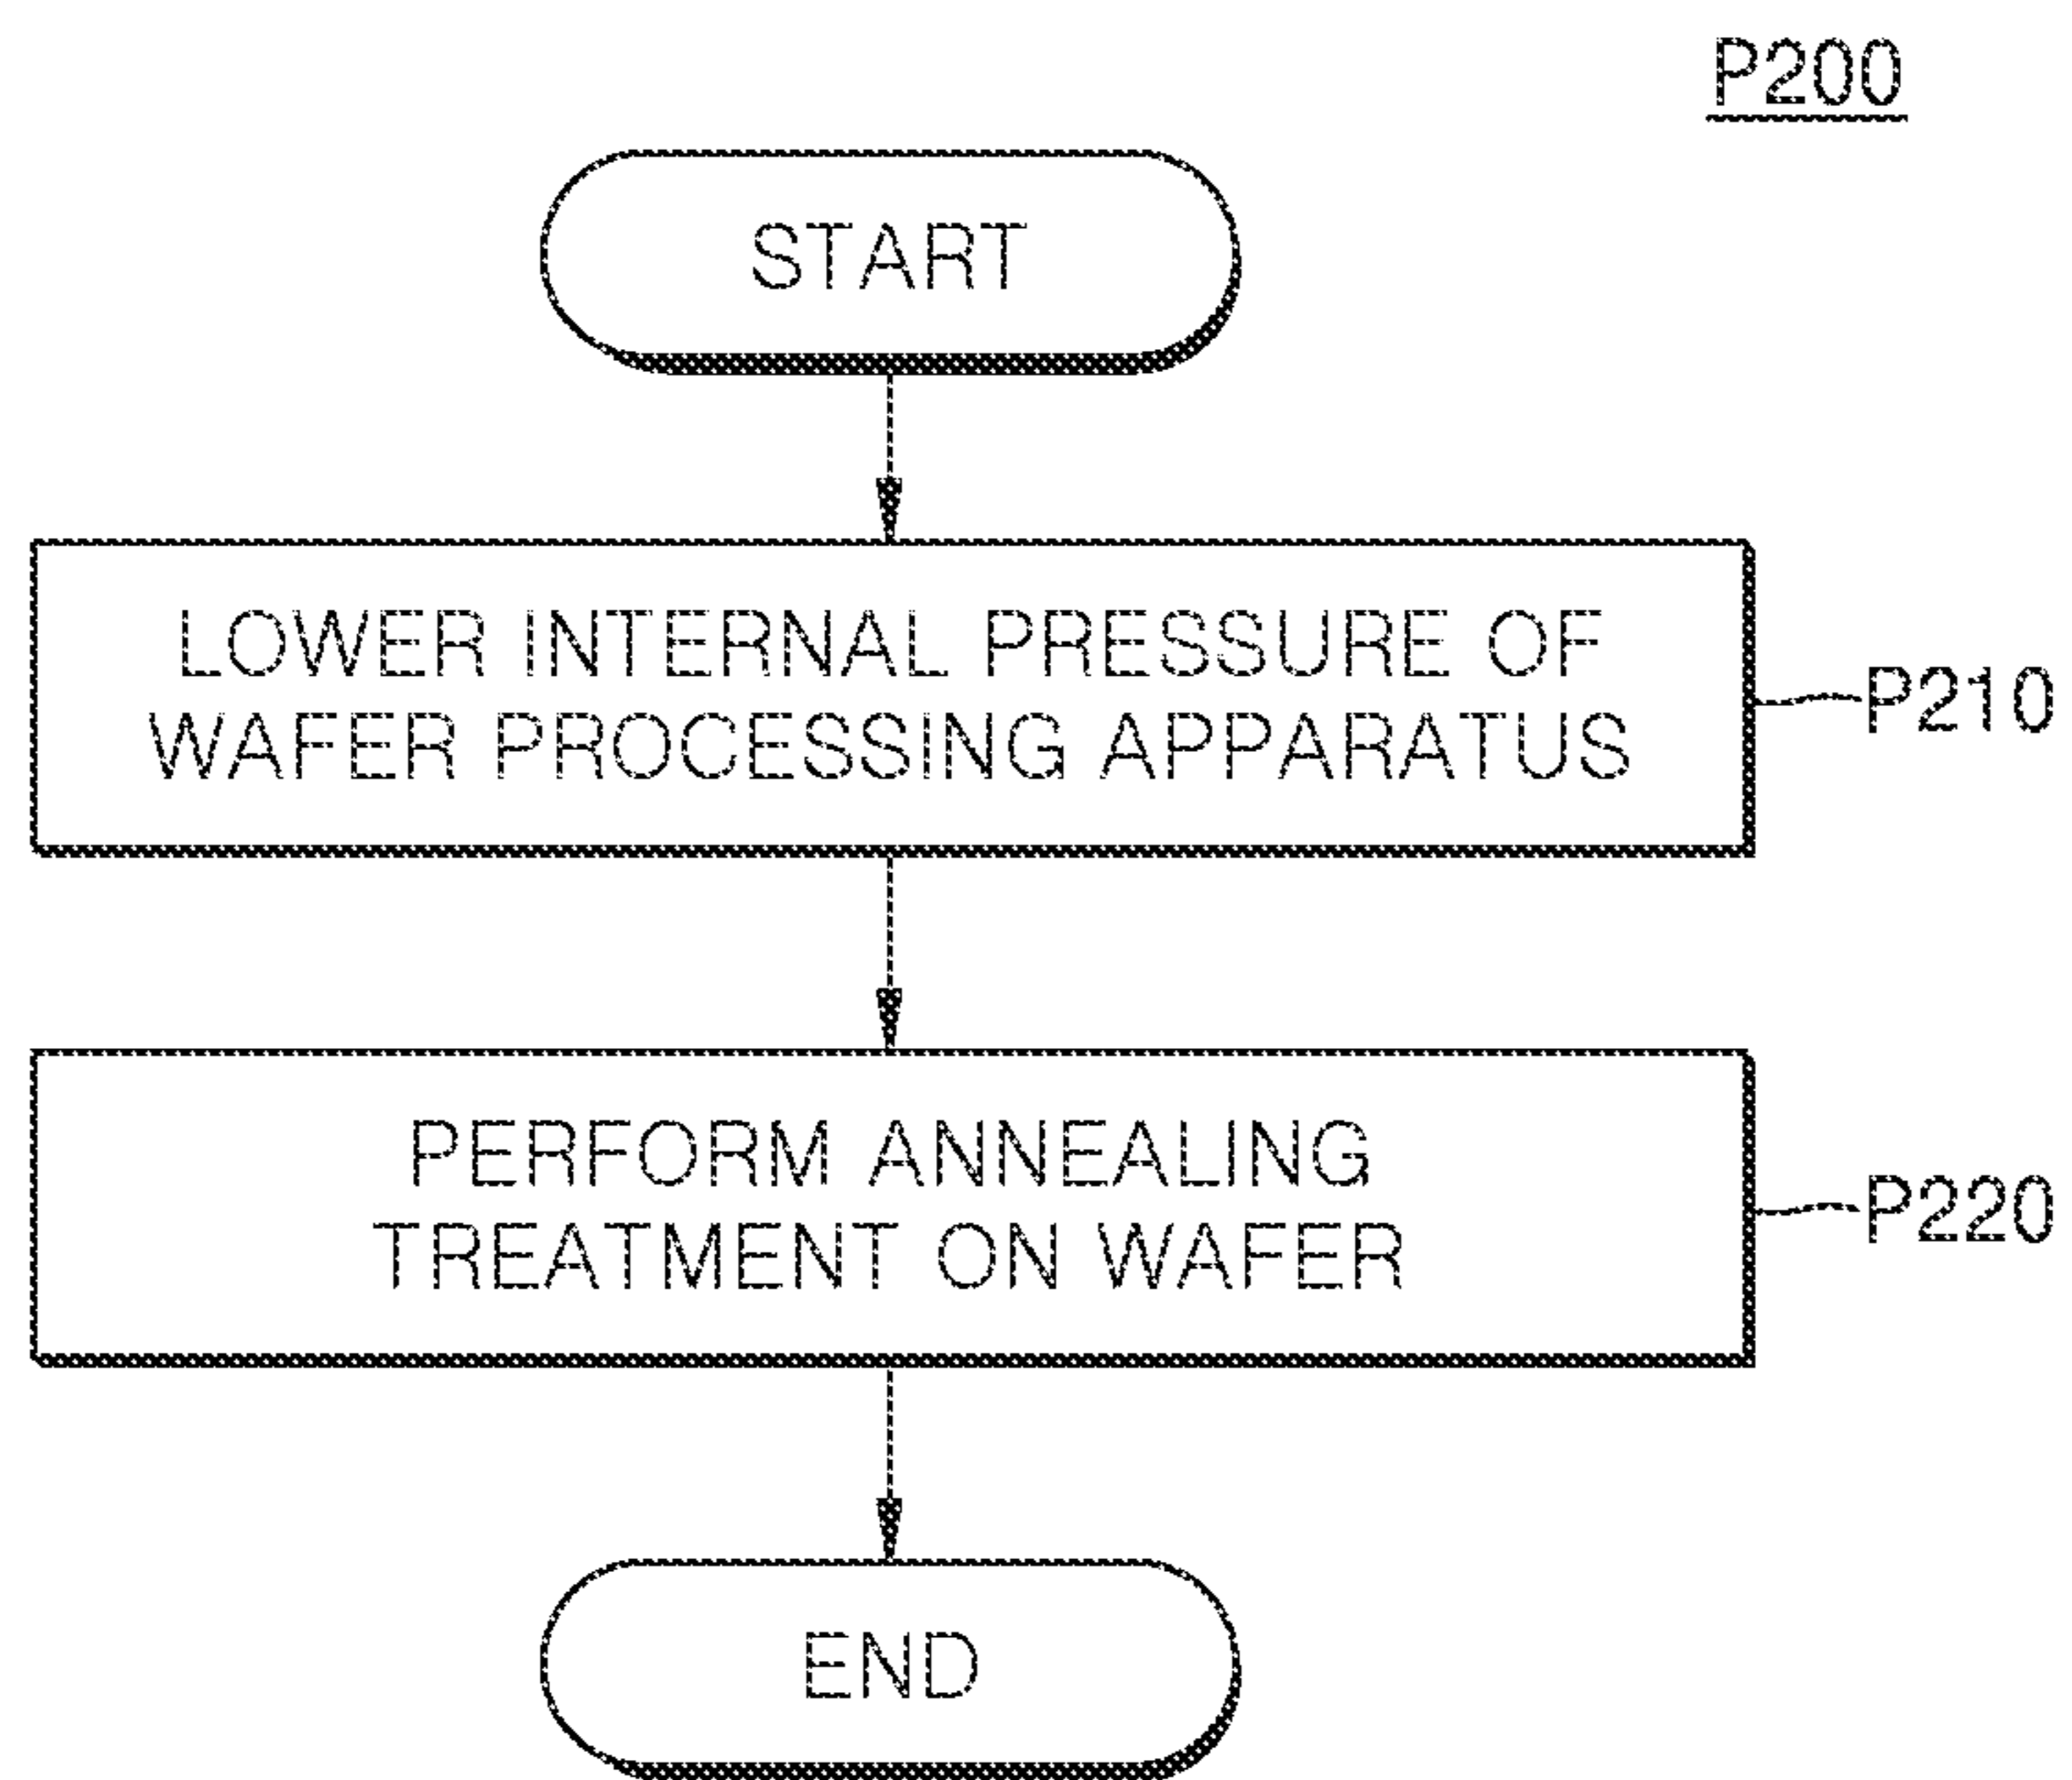 P200
START
LOWER INTERNAL PRESSURE OF
WAFER PROCESSING APPARATUS
P210
PERFORM ANNEALING
TREATMENT ON WAFER
P220
END